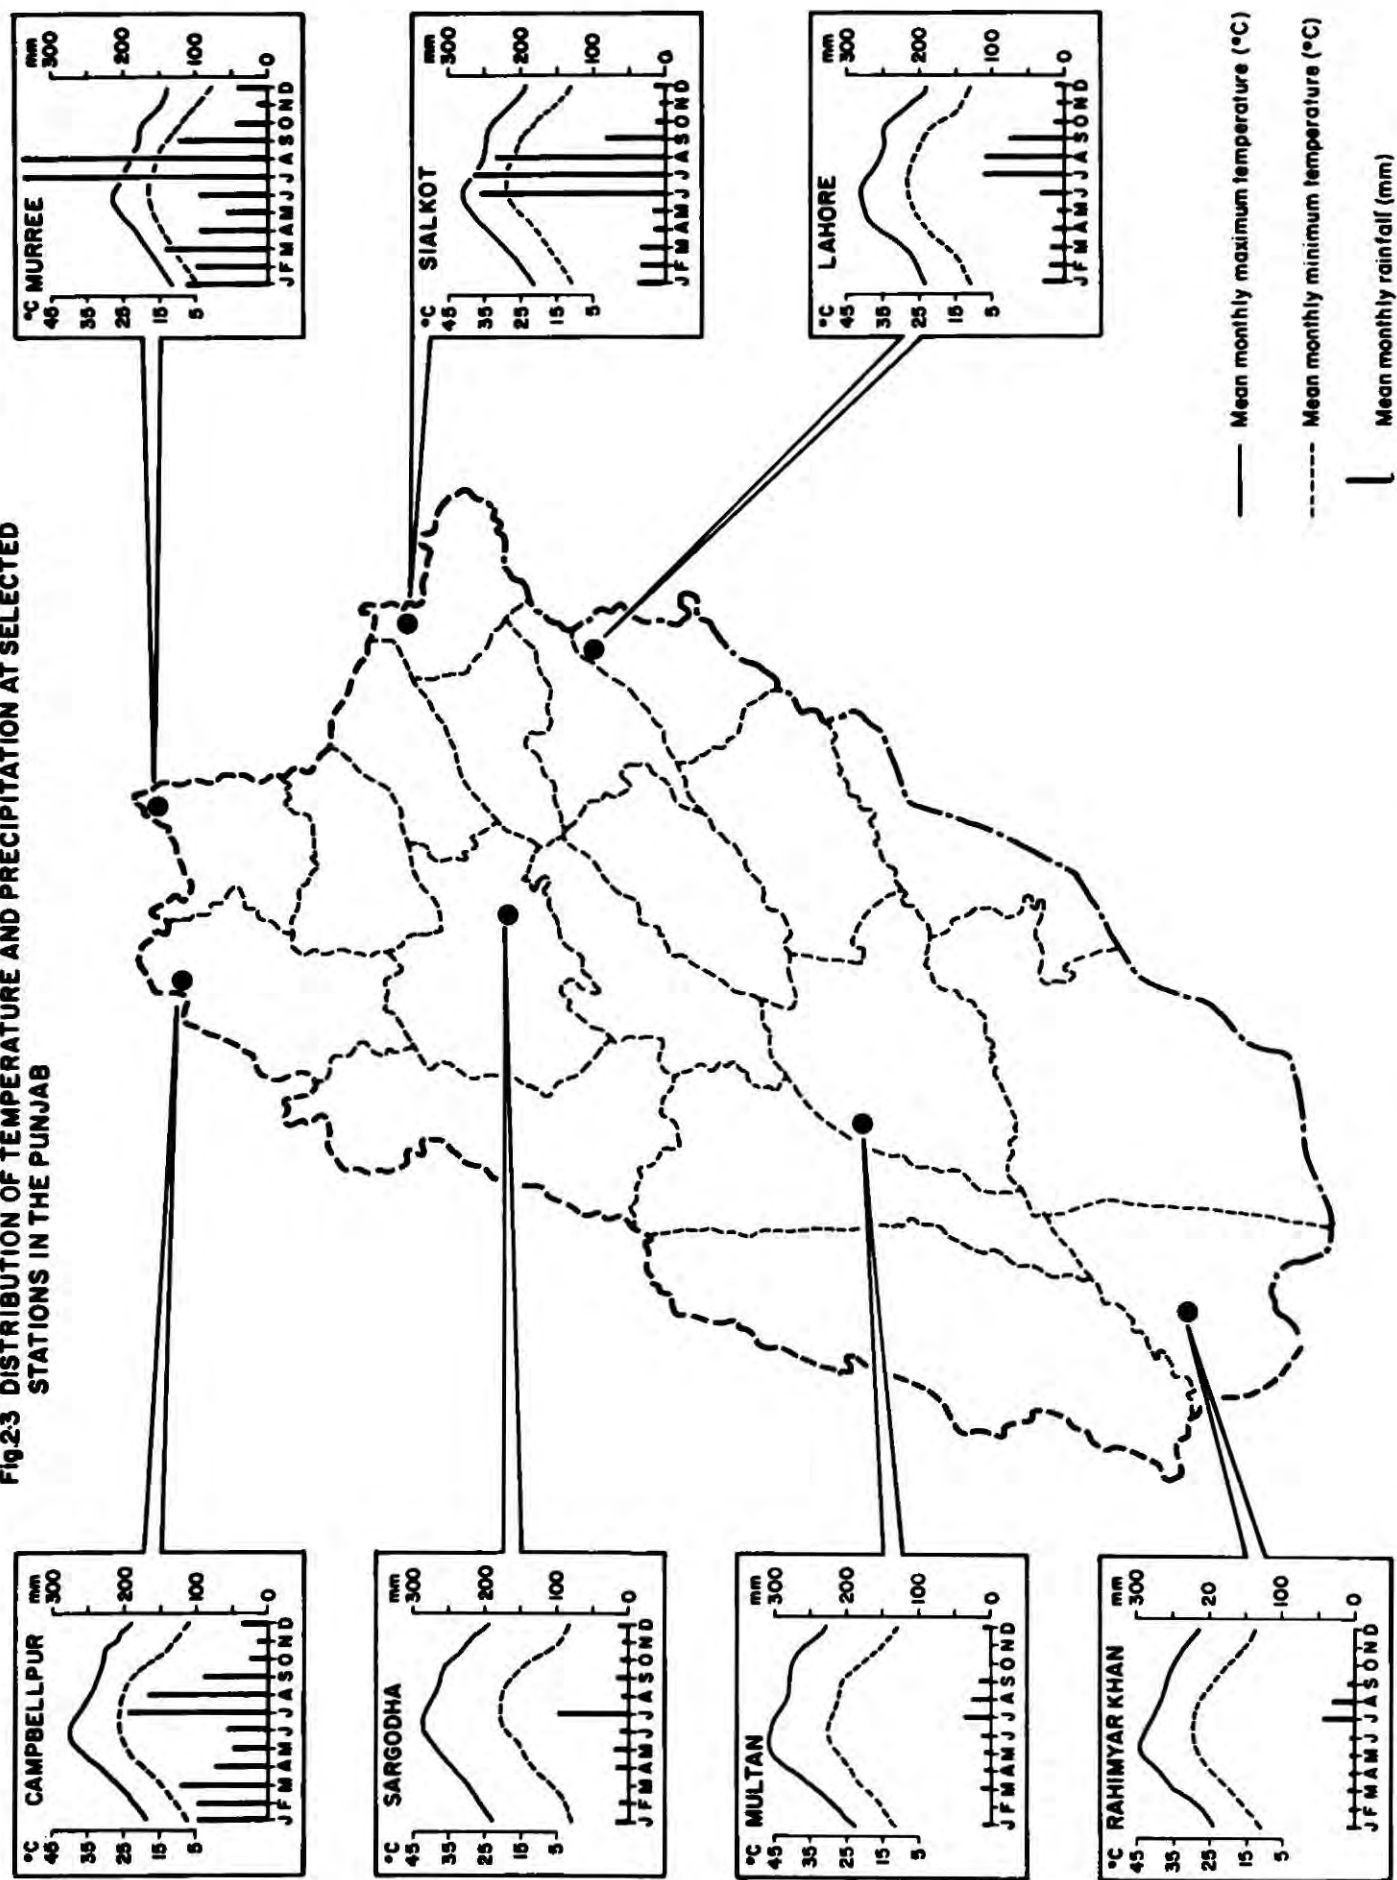 Fig.2·3 DISTRIBUTION OF TEMPERATURE AND PRECIPITATION AT SELECTED
STATIONS IN THE PUNJAB
CAMPBELLPUR
°C
45
35
25
15
5
mm
300
200
100
0
J F M A M J J A S O N D
SARGODHA
°C
45
35
25
15
5
mm
300
200
100
0
J F M A M J J A S O N D
MULTAN
°C
45
35
25
15
5
mm
300
200
100
0
J F M A M J J A S O N D
RAHIMYAR KHAN
°C
45
35
25
15
5
mm
300
20
100
0
J F M A M J J A S O N D
°C MURREE
45
35
25
15
5
mm
300
200
100
0
J F M A M J J A S O N D
SIALKOT
°C
45
35
25
15
5
mm
300
200
100
0
J F M A M J J A S O N D
LAHORE
°C
45
35
25
15
5
mm
300
200
100
0
J F M A M J J A S O N D
Mean monthly maximum temperature (°C)
Mean monthly minimum temperature (°C)
Mean monthly rainfall (mm)